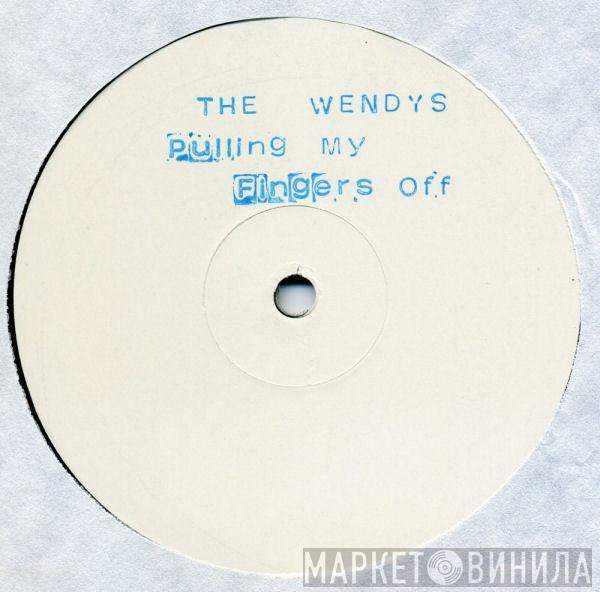 THE WENDYS
Pulling My
Fingers Off
МАРКЕТ ВИНИЛА